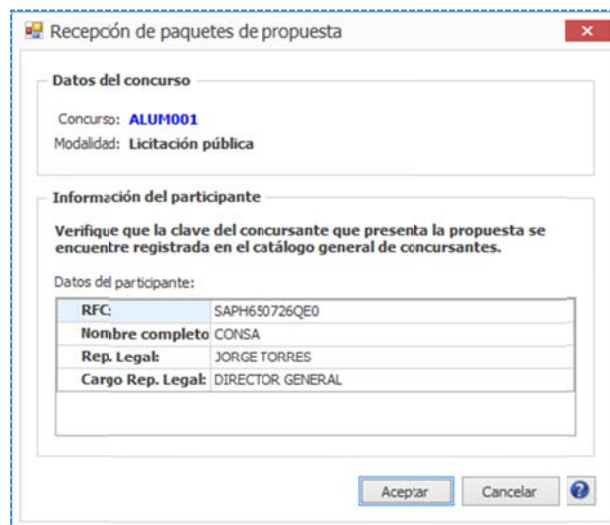 Recepción de paquetes de propuesta
Datos del concurso
Concurso: ALUM001
Modalidad: Licitación pública
Información del participante
Verifique que la clave del concursante que presenta la propuesta se
encuentre registrada en el catálogo general de concursantes.
Datos del participante:
RFC: SAPH650726QE0
Nombre completo CONSA
Rep. Legal: JORGE TORRES
Cargo Rep. Legal: DIRECTOR GENERAL
Aceptar Cancelar ?